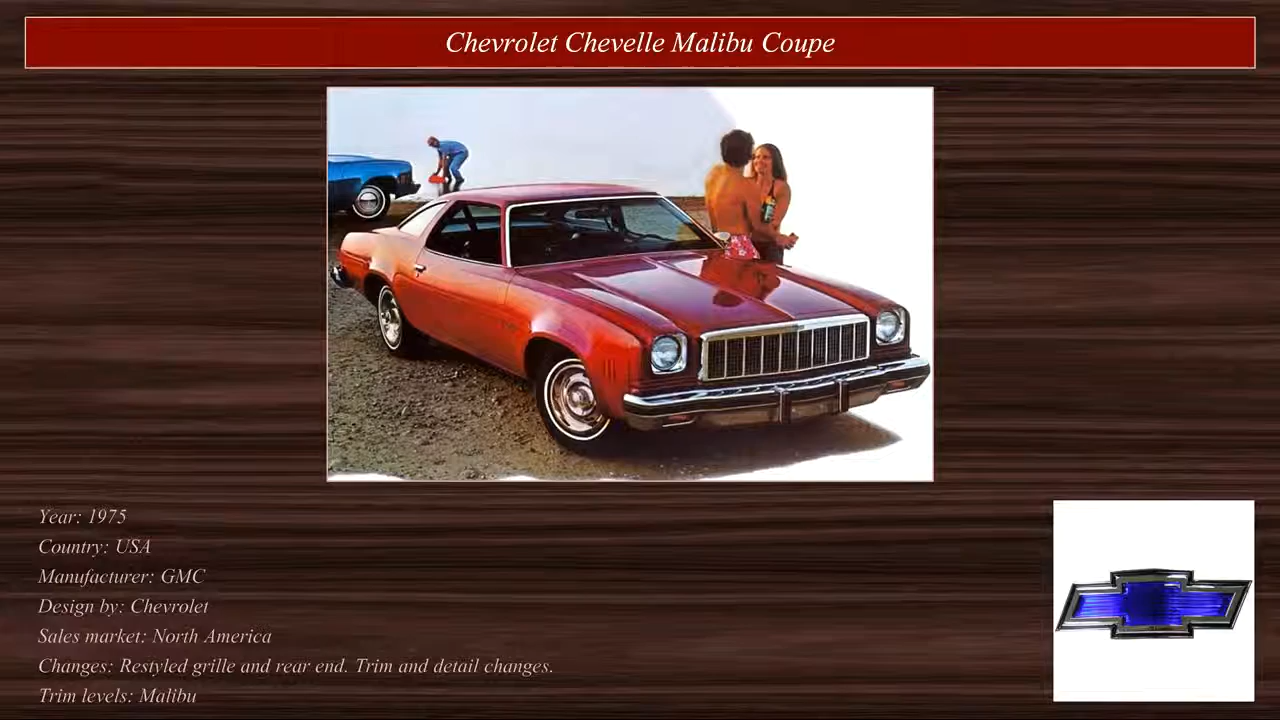 Chevrolet Chevelle Malibu Coupe
Year: 1975
Country: USA
Manufacturer: GMC
Design by: Chevrolet
Sales market: North America
Changes: Restyled grille and rear end. Trim and detail changes.
Trim levels: Malibu